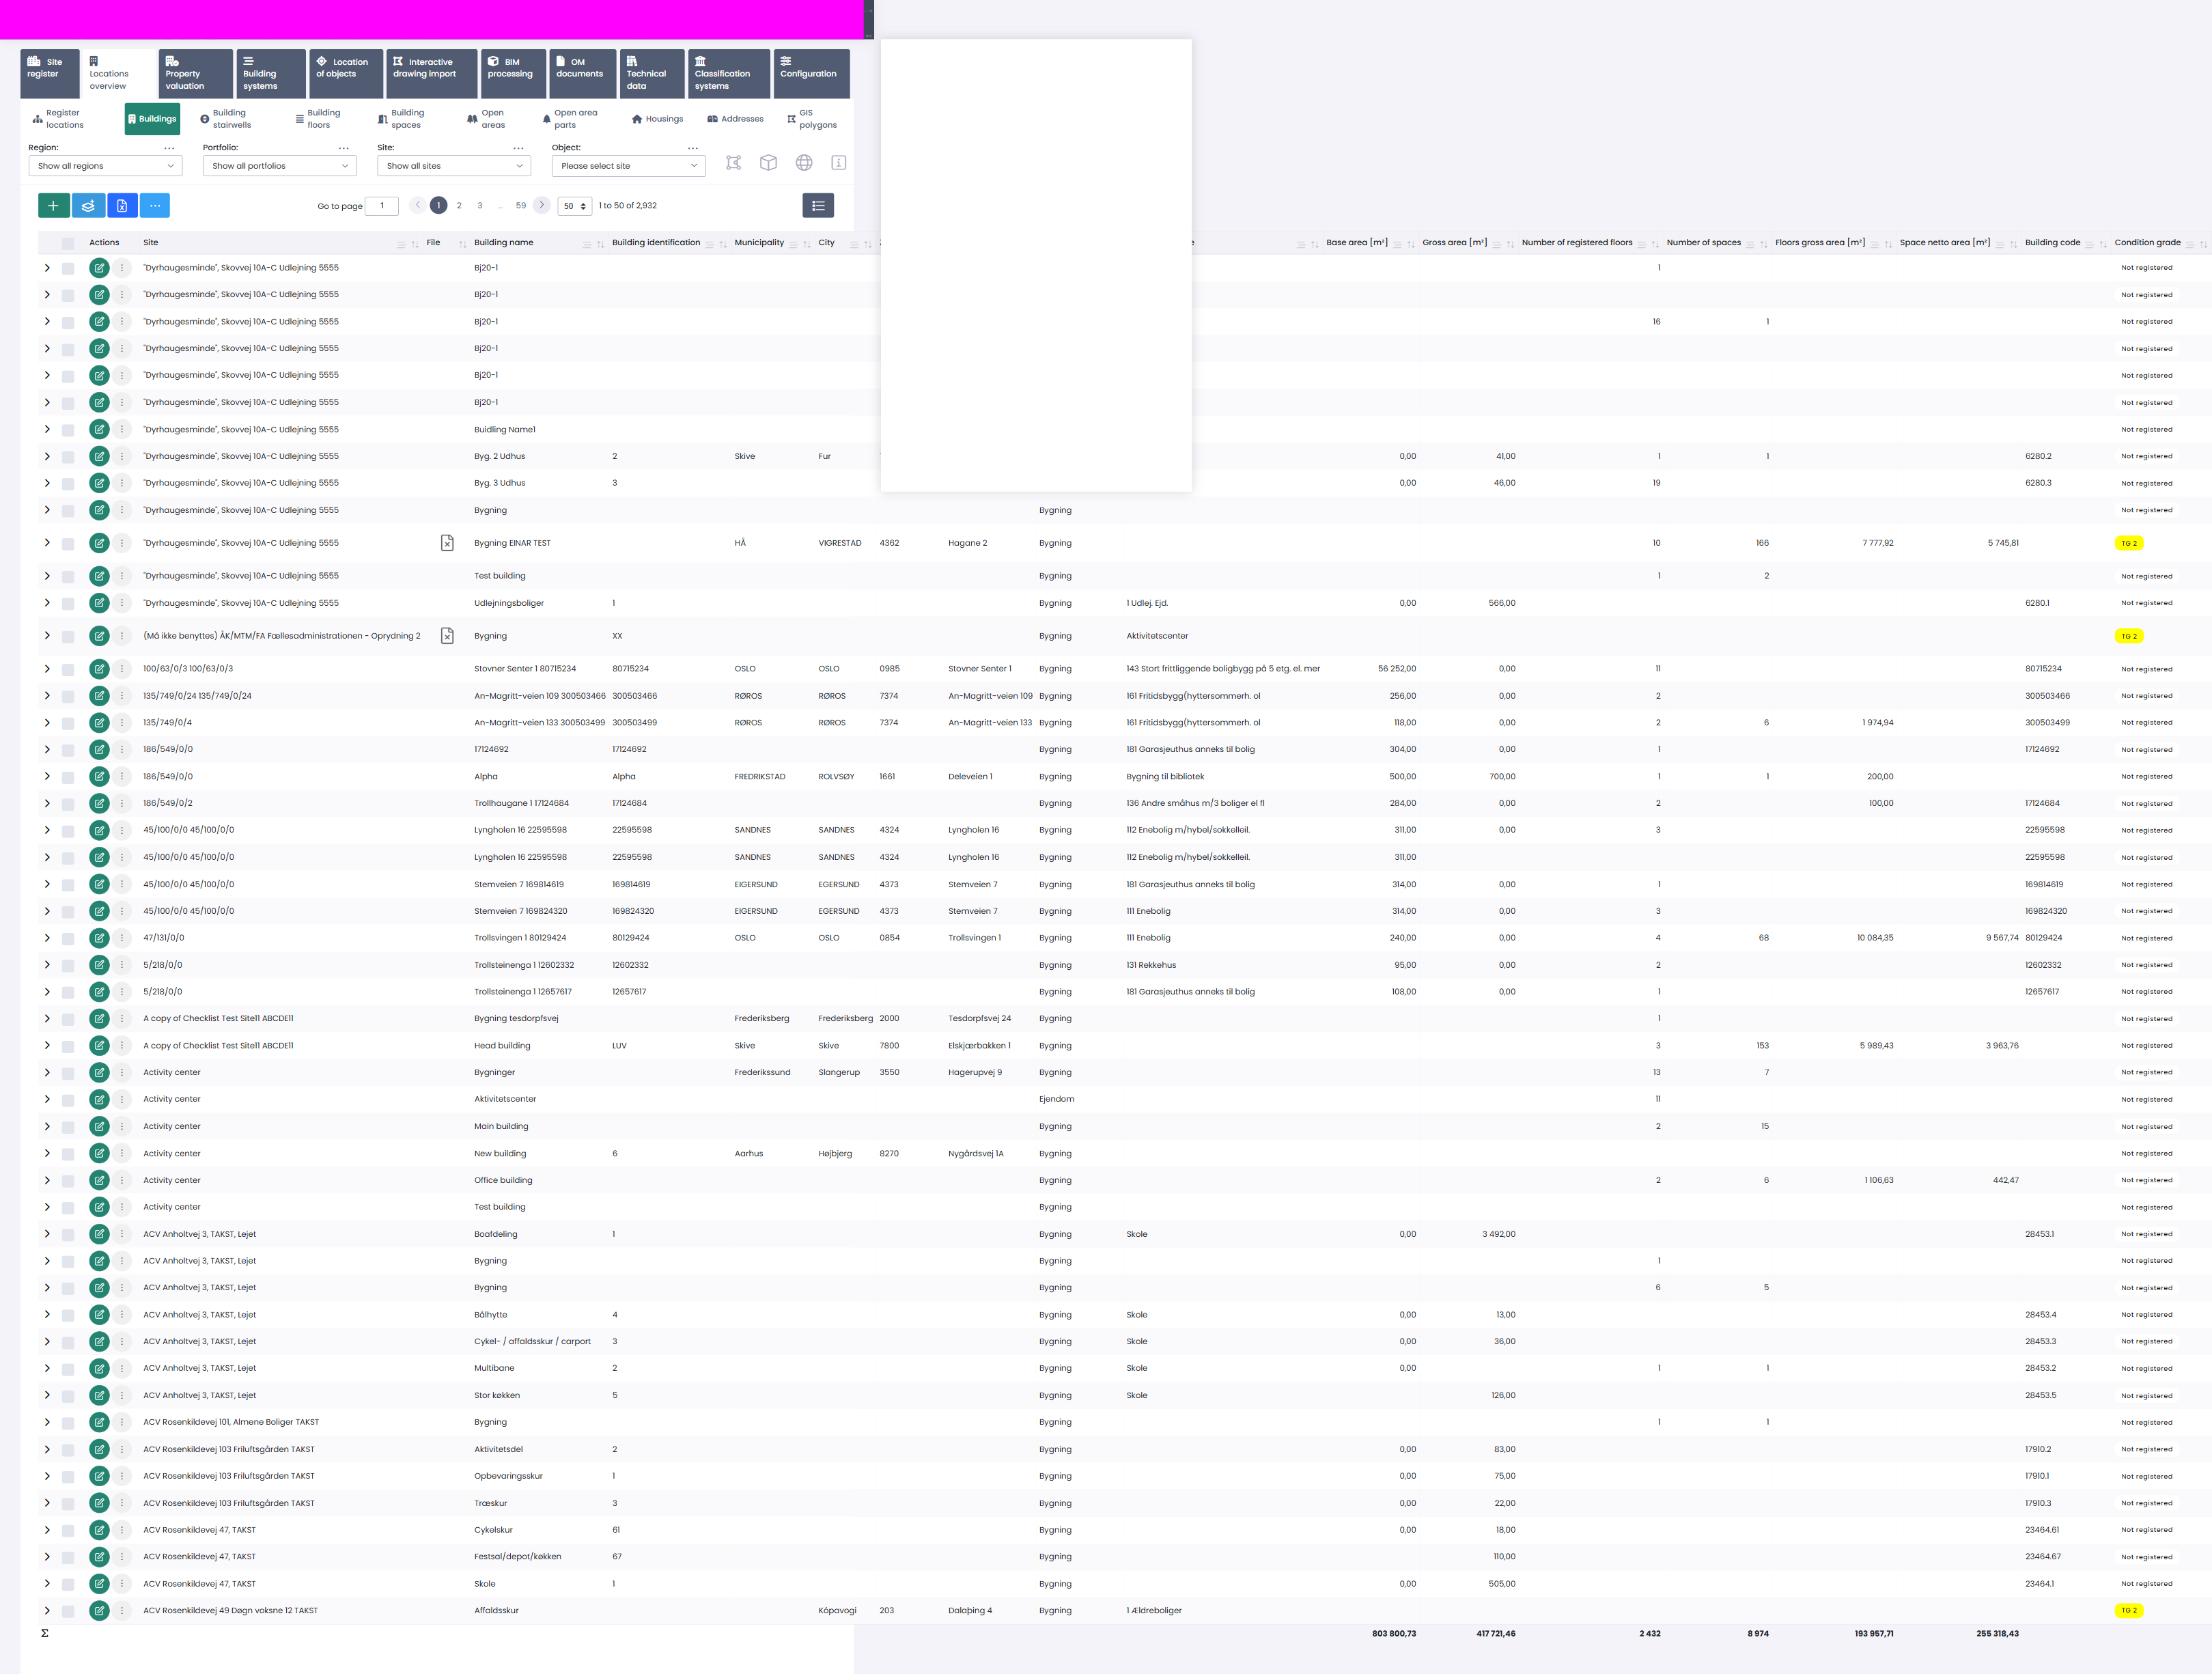 Site register
Locations overview
Property valuation
Building systems
Location of objects
Interactive drawing import
BIM processing
OM documents
Technical data
Classification systems
Configuration
Register locations
Buildings
Building stairwells
Building floors
Building spaces
Open areas
Open area parts
Housings
Addresses
GIS polygons
Region: ... Portfolio: ... Site: ... Object: ...
Show all regions Show all portfolios Show all sites Please select site
Go to page 1 1 2 3 ... 59 50 1 to 50 of 2,932
Actions Site File Building name Building identification Municipality City Base area [m²] Gross area [m²] Number of registered floors Number of spaces Floors gross area [m²] Space netto area [m²] Building code Condition grade
"Dyrhaugesminde", Skovvej 10A-C Udlejning 5555 Bj20-1 1 Not registered
"Dyrhaugesminde", Skovvej 10A-C Udlejning 5555 Bj20-1 Not registered
"Dyrhaugesminde", Skovvej 10A-C Udlejning 5555 Bj20-1 16 1 Not registered
"Dyrhaugesminde", Skovvej 10A-C Udlejning 5555 Bj20-1 Not registered
"Dyrhaugesminde", Skovvej 10A-C Udlejning 5555 Bj20-1 Not registered
"Dyrhaugesminde", Skovvej 10A-C Udlejning 5555 Bj20-1 Not registered
"Dyrhaugesminde", Skovvej 10A-C Udlejning 5555 Buidling Name1 Not registered
"Dyrhaugesminde", Skovvej 10A-C Udlejning 5555 Byg. 2 Udhus 2 Skive Fur 0,00 41,00 1 1 6280.2 Not registered
"Dyrhaugesminde", Skovvej 10A-C Udlejning 5555 Byg. 3 Udhus 3 0,00 46,00 19 6280.3 Not registered
"Dyrhaugesminde", Skovvej 10A-C Udlejning 5555 Bygning Bygning Not registered
"Dyrhaugesminde", Skovvej 10A-C Udlejning 5555 Bygning EINAR TEST HÅ VIGRESTAD 4362 Hagane 2 Bygning 10 166 7 777,92 5 745,81 TG 2
"Dyrhaugesminde", Skovvej 10A-C Udlejning 5555 Test building Bygning 1 2 Not registered
"Dyrhaugesminde", Skovvej 10A-C Udlejning 5555 Udlejningsboliger 1 Bygning 1 Udlej. Ejd. 0,00 566,00 6280.1 Not registered
(Må ikke benyttes) ÅK/MTM/FA Fællesadministrationen - Oprydning 2 Bygning XX Bygning Aktivitetscenter TG 2
100/63/0/3 100/63/0/3 Stovner Senter 1 80715234 80715234 OSLO OSLO 0985 Stovner Senter 1 Bygning 143 Stort frittliggende boligbygg på 5 etg. el. mer 56 252,00 0,00 11 80715234 Not registered
135/749/0/24 135/749/0/24 An-Magritt-veien 109 300503466 300503466 RØROS RØROS 7374 An-Magritt-veien 109 Bygning 161 Fritidsbygg(hyttersommerh. ol 256,00 0,00 2 300503466 Not registered
135/749/0/4 An-Magritt-veien 133 300503499 300503499 RØROS RØROS 7374 An-Magritt-veien 133 Bygning 161 Fritidsbygg(hyttersommerh. ol 118,00 0,00 2 6 1 974,94 300503499 Not registered
186/549/0/0 17124692 17124692 Bygning 181 Garasjeuthus anneks til bolig 304,00 0,00 1 17124692 Not registered
186/549/0/0 Alpha Alpha FREDRIKSTAD ROLVSØY 1661 Deleveien 1 Bygning Bygning til bibliotek 500,00 700,00 1 1 200,00 Not registered
186/549/0/2 Trollhaugane 1 17124684 17124684 Bygning 136 Andre småhus m/3 boliger el fl 284,00 0,00 2 100,00 17124684 Not registered
45/100/0/0 45/100/0/0 Lyngholen 16 22595598 22595598 SANDNES SANDNES 4324 Lyngholen 16 Bygning 112 Enebolig m/hybel/sokkelleil. 311,00 0,00 3 22595598 Not registered
45/100/0/0 45/100/0/0 Lyngholen 16 22595598 22595598 SANDNES SANDNES 4324 Lyngholen 16 Bygning 112 Enebolig m/hybel/sokkelleil. 311,00 22595598 Not registered
45/100/0/0 45/100/0/0 Stemveien 7 169814619 169814619 EIGERSUND EGERSUND 4373 Stemveien 7 Bygning 181 Garasjeuthus anneks til bolig 314,00 0,00 1 169814619 Not registered
45/100/0/0 45/100/0/0 Stemveien 7 169824320 169824320 EIGERSUND EGERSUND 4373 Stemveien 7 Bygning 111 Enebolig 314,00 0,00 3 169824320 Not registered
47/131/0/0 Trollsvingen 1 80129424 80129424 OSLO OSLO 0854 Trollsvingen 1 Bygning 111 Enebolig 240,00 0,00 4 68 10 084,35 9 567,74 80129424 Not registered
5/218/0/0 Trollsteinenga 1 12602332 12602332 Bygning 131 Rekkehus 95,00 0,00 2 12602332 Not registered
5/218/0/0 Trollsteinenga 1 12657617 12657617 Bygning 181 Garasjeuthus anneks til bolig 108,00 0,00 1 12657617 Not registered
A copy of Checklist Test Site11 ABCDE11 Bygning tesdorpfsvej Frederiksberg Frederiksberg 2000 Tesdorpfsvej 24 Bygning 1 Not registered
A copy of Checklist Test Site11 ABCDE11 Head building LUV Skive Skive 7800 Elskjærbakken 1 Bygning 3 153 5 989,43 3 963,76 Not registered
Activity center Bygninger Frederikssund Slangerup 3550 Hagerupvej 9 Bygning 13 7 Not registered
Activity center Aktivitetscenter Ejendom 11 Not registered
Activity center Main building Bygning 2 15 Not registered
Activity center New building 6 Aarhus Højbjerg 8270 Nygårdsvej 1A Bygning Not registered
Activity center Office building Bygning 2 6 1 106,63 442,47 Not registered
Activity center Test building Bygning Not registered
ACV Anholtvej 3, TAKST, Lejet Boafdeling 1 Bygning Skole 0,00 3 492,00 28453.1 Not registered
ACV Anholtvej 3, TAKST, Lejet Bygning Bygning 1 Not registered
ACV Anholtvej 3, TAKST, Lejet Bygning Bygning 6 5 Not registered
ACV Anholtvej 3, TAKST, Lejet Bålhytte 4 Bygning Skole 0,00 13,00 28453.4 Not registered
ACV Anholtvej 3, TAKST, Lejet Cykel- / affaldsskur / carport 3 Bygning Skole 0,00 36,00 28453.3 Not registered
ACV Anholtvej 3, TAKST, Lejet Multibane 2 Bygning Skole 0,00 1 1 28453.2 Not registered
ACV Anholtvej 3, TAKST, Lejet Stor køkken 5 Bygning Skole 126,00 28453.5 Not registered
ACV Rosenkildevej 101, Almene Boliger TAKST Bygning Bygning 1 1 Not registered
ACV Rosenkildevej 103 Friluftsgården TAKST Aktivitetsdel 2 Bygning 0,00 83,00 17910.2 Not registered
ACV Rosenkildevej 103 Friluftsgården TAKST Opbevaringsskur 1 Bygning 0,00 75,00 17910.1 Not registered
ACV Rosenkildevej 103 Friluftsgården TAKST Træskur 3 Bygning 0,00 22,00 17910.3 Not registered
ACV Rosenkildevej 47, TAKST Cykelskur 61 Bygning 0,00 18,00 23464.61 Not registered
ACV Rosenkildevej 47, TAKST Festsal/depot/køkken 67 Bygning 110,00 23464.67 Not registered
ACV Rosenkildevej 47, TAKST Skole 1 Bygning 0,00 505,00 23464.1 Not registered
ACV Rosenkildevej 49 Døgn voksne 12 TAKST Affaldsskur Kópavogi 203 Dalaþing 4 Bygning 1 Ældreboliger TG 2
Σ 803 800,73 417 721,46 2 432 8 974 193 957,71 255 318,43